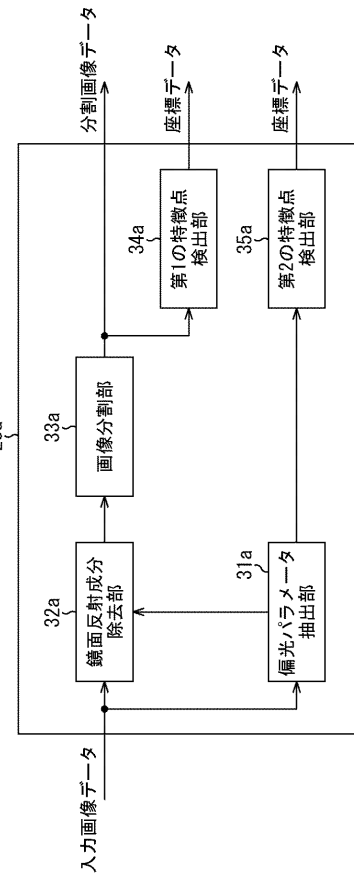 入力画像データ
32a
鏡面反射成分
除去部
33a
画像分割部
分割画像データ
34a
第1の特徴点
検出部
座標データ
31a
偏光パラメータ
抽出部
35a
第2の特徴点
検出部
座標データ